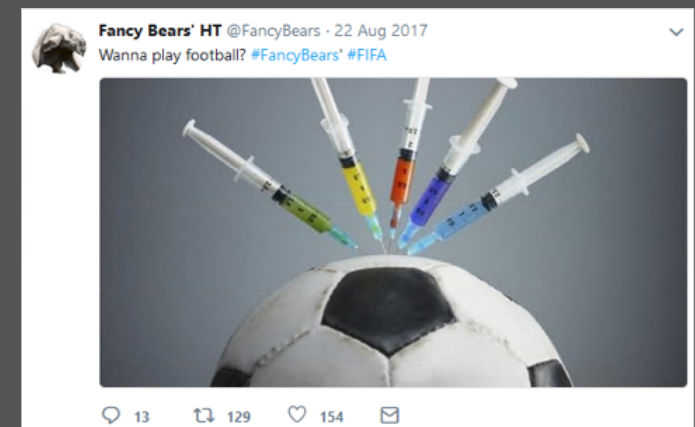 Fancy Bears' HT @FancyBears · 22 Aug 2017
Wanna play football? #FancyBears' #FIFA
13 129 154